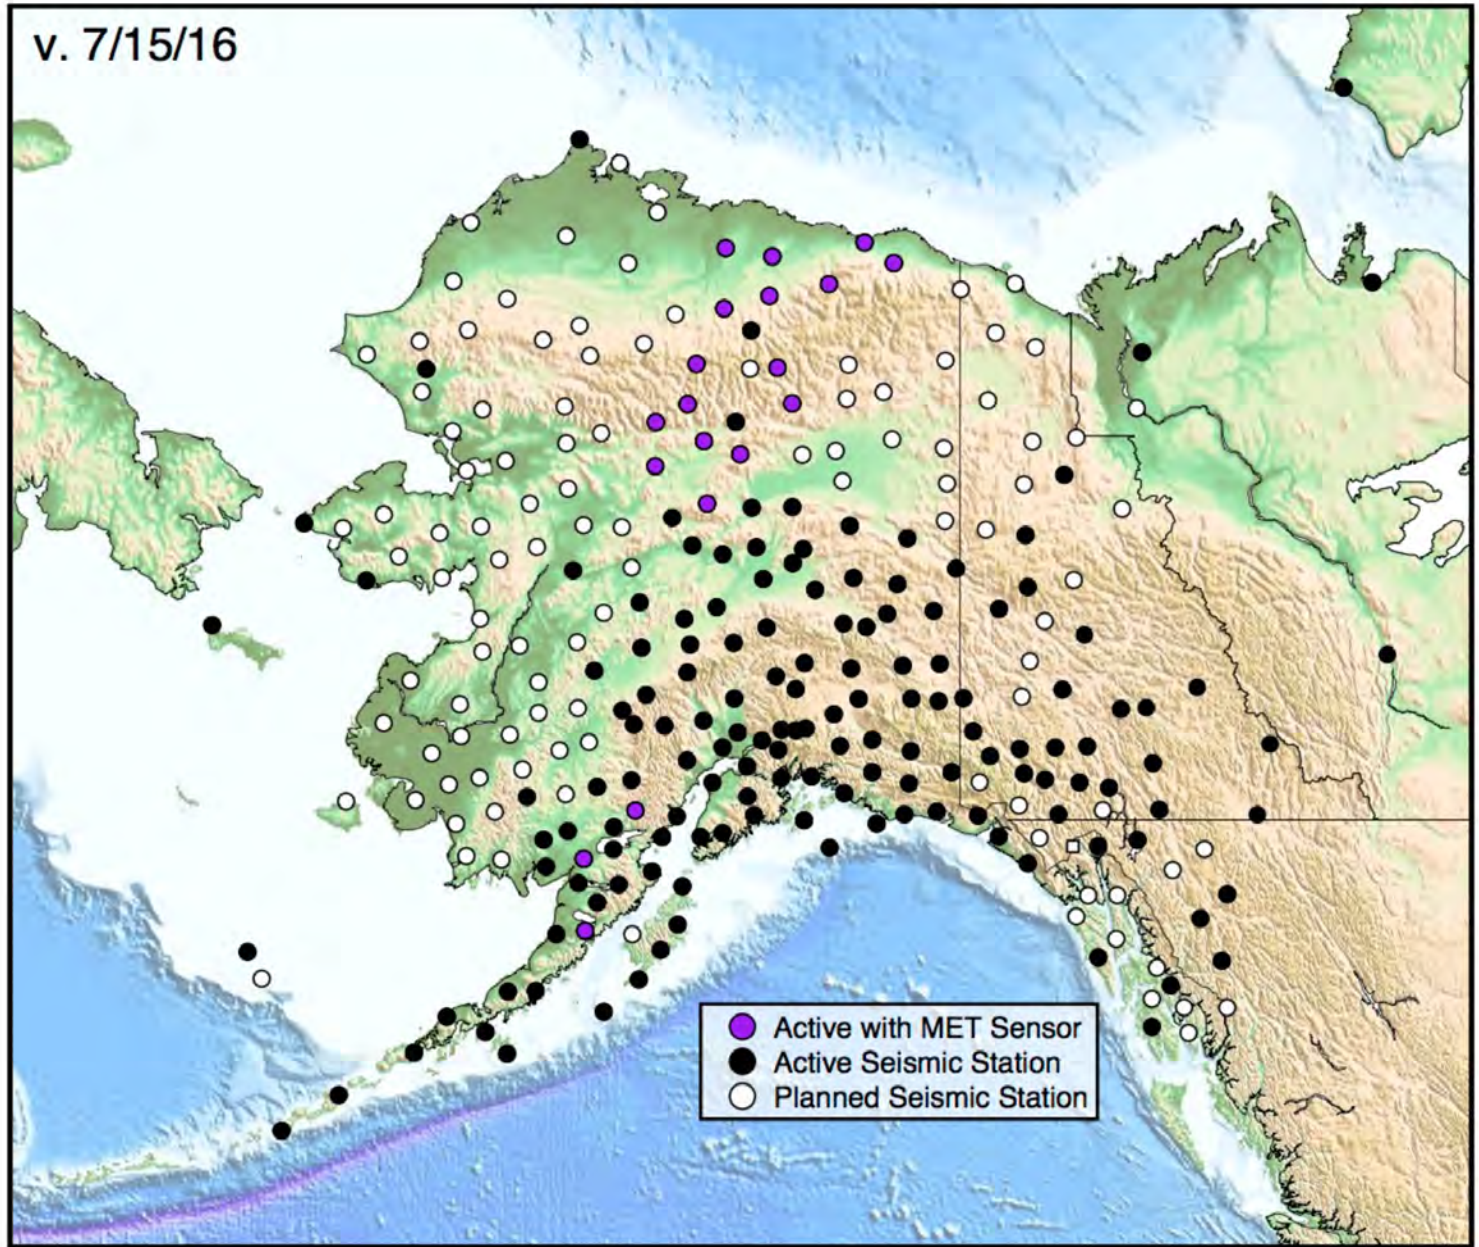 v. 7/15/16
Active with MET Sensor
Active Seismic Station
Planned Seismic Station